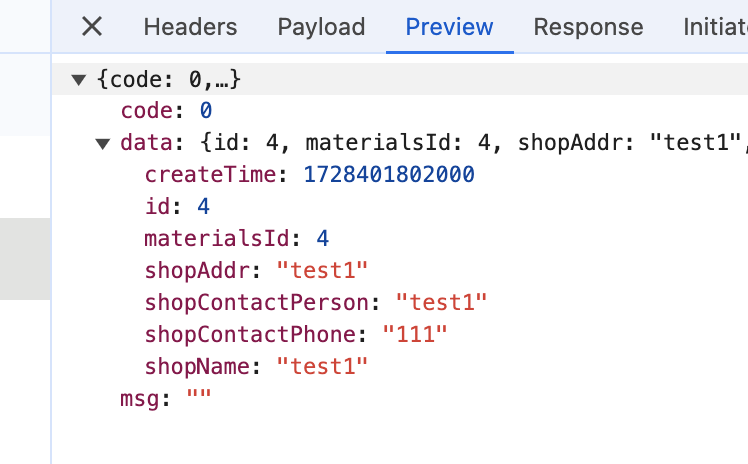 Headers Payload Preview Response Initiat
{code: 0,…}
code: 0
data: {id: 4, materialsId: 4, shopAddr: "test1",
createTime: 1728401802000
id: 4
materialsId: 4
shopAddr: "test1"
shopContactPerson: "test1"
shopContactPhone: "111"
shopName: "test1"
msg: ""